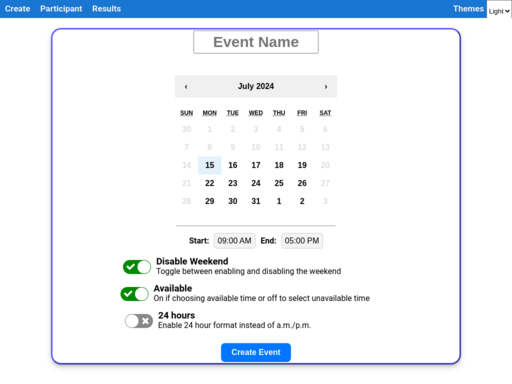 Create Participant Results Themes Light
Event Name
‹ July 2024 ›
SUN MON TUE WED THU FRI SAT
30 1 2 3 4 5 6
7 8 9 10 11 12 13
14 15 16 17 18 19 20
21 22 23 24 25 26 27
28 29 30 31 1 2 3
Start: 09:00 AM End: 05:00 PM
Disable Weekend
Toggle between enabling and disabling the weekend
Available
On if choosing available time or off to select unavailable time
24 hours
Enable 24 hour format instead of a.m./p.m.
Create Event